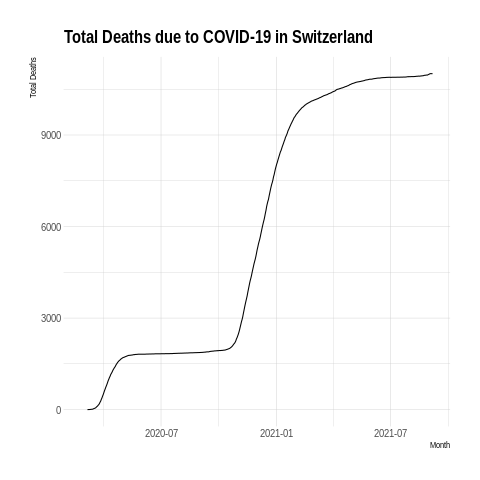 Total Deaths due to COVID-19 in Switzerland
Total Deaths
9000
6000
3000
0
2020-07
2021-01
2021-07
Month